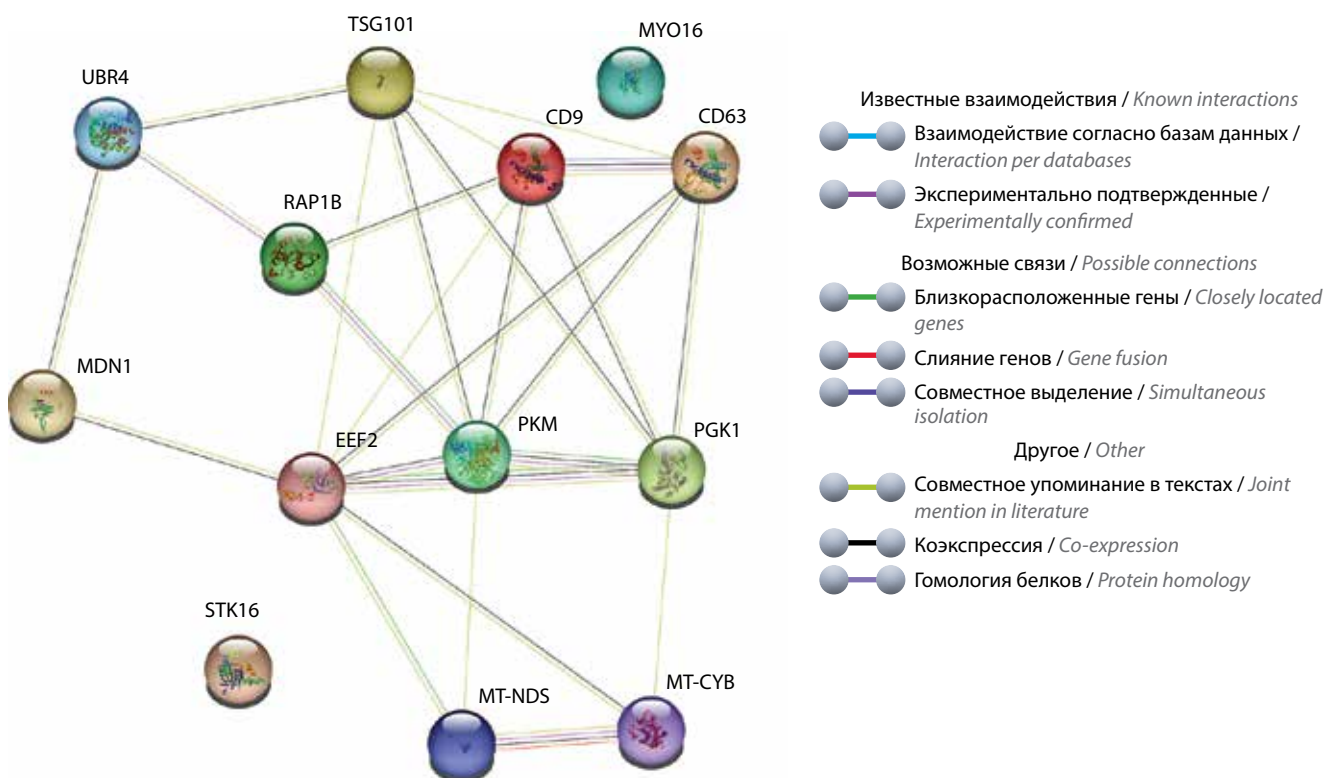 TSG101
MYO16
UBR4
CD9
CD63
RAP1B
MDN1
EEF2
PKM
PGK1
STK16
MT-NDS
MT-CYB
Известные взаимодействия / Known interactions
Взаимодействие согласно базам данных /
Interaction per databases
Экспериментально подтвержденные /
Experimentally confirmed
Возможные связи / Possible connections
Близкорасположенные гены / Closely located
genes
Слияние генов / Gene fusion
Совместное выделение / Simultaneous
isolation
Другое / Other
Совместное упоминание в текстах / Joint
mention in literature
Коэкспрессия / Co-expression
Гомология белков / Protein homology